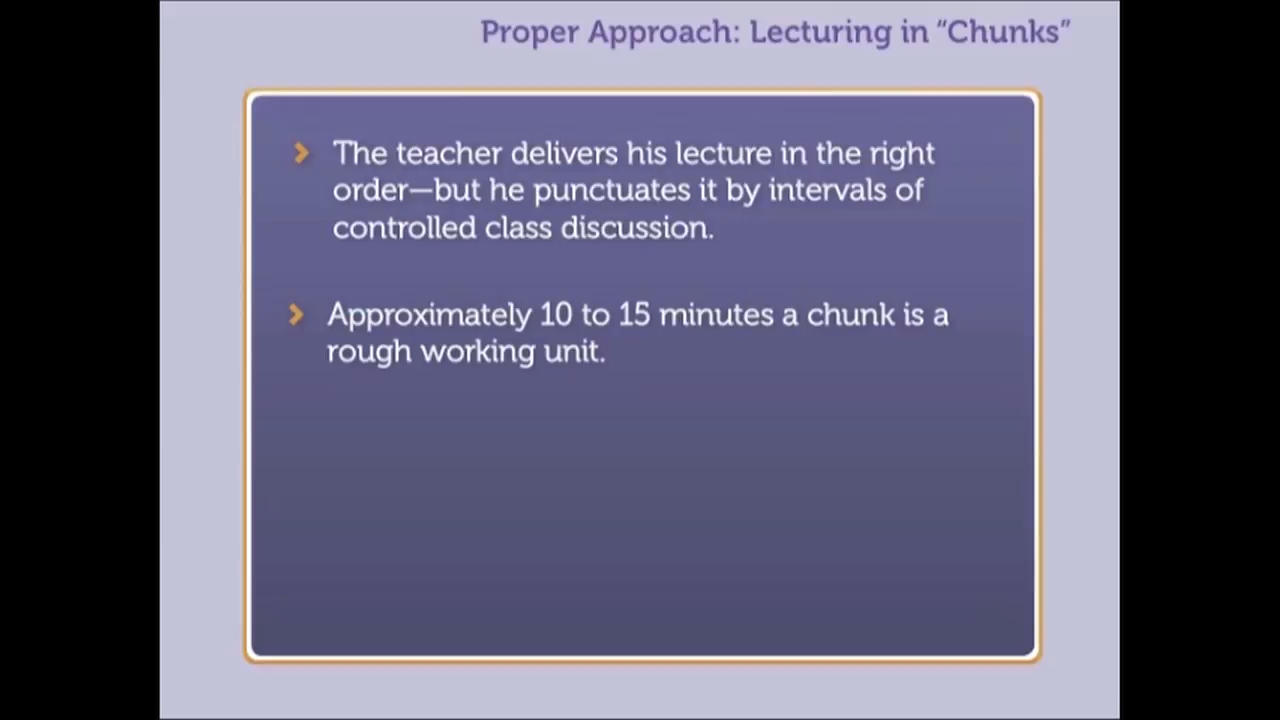 Proper Approach: Lecturing in “Chunks”
The teacher delivers his lecture in the right
order—but he punctuates it by intervals of
controlled class discussion.
Approximately 10 to 15 minutes a chunk is a
rough working unit.